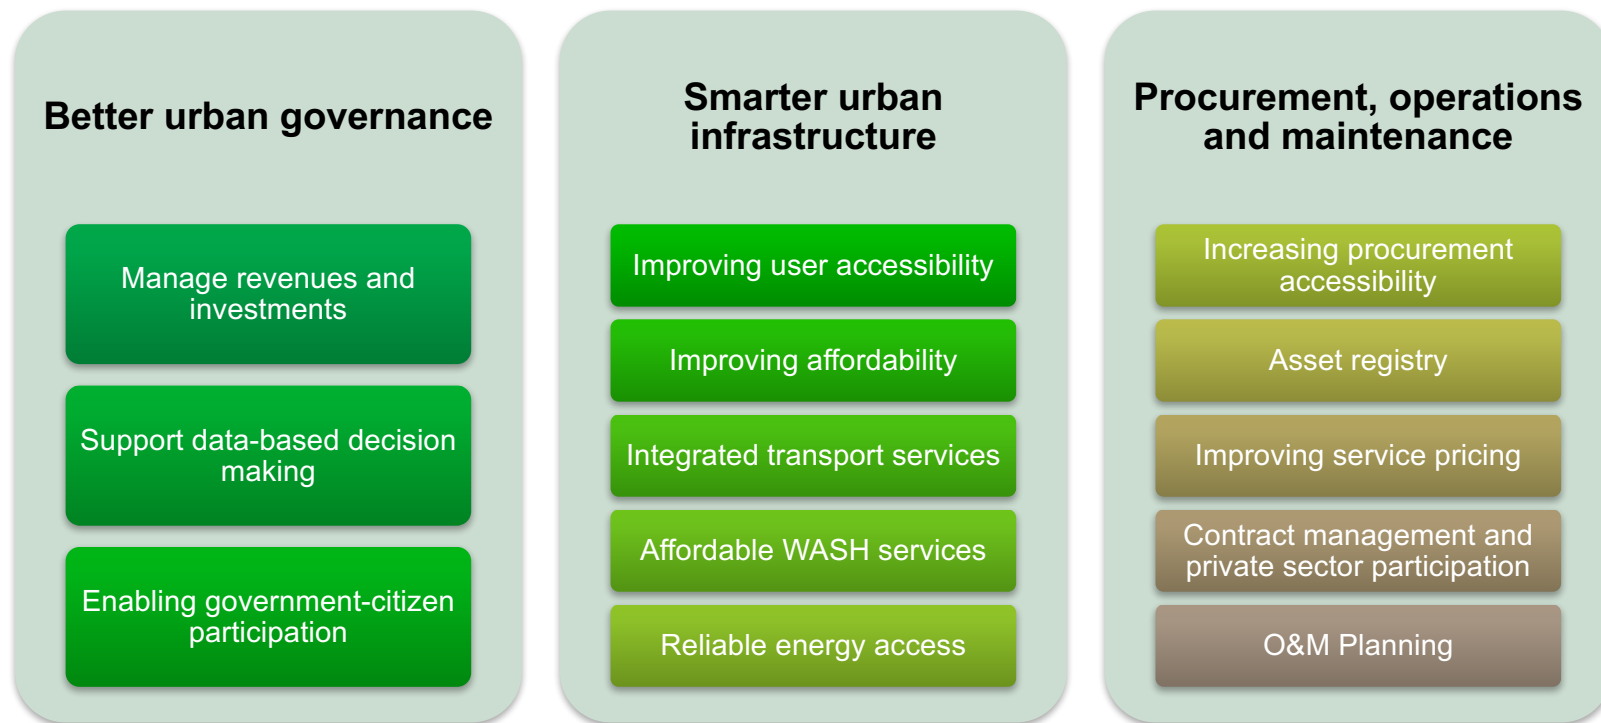 Better urban governance
Manage revenues and
investments
Support data-based decision
making
Enabling government-citizen
participation
Smarter urban
infrastructure
Improving user accessibility
Improving affordability
Integrated transport services
Affordable WASH services
Reliable energy access
Procurement, operations
and maintenance
Increasing procurement
accessibility
Asset registry
Improving service pricing
Contract management and
private sector participation
O&M Planning